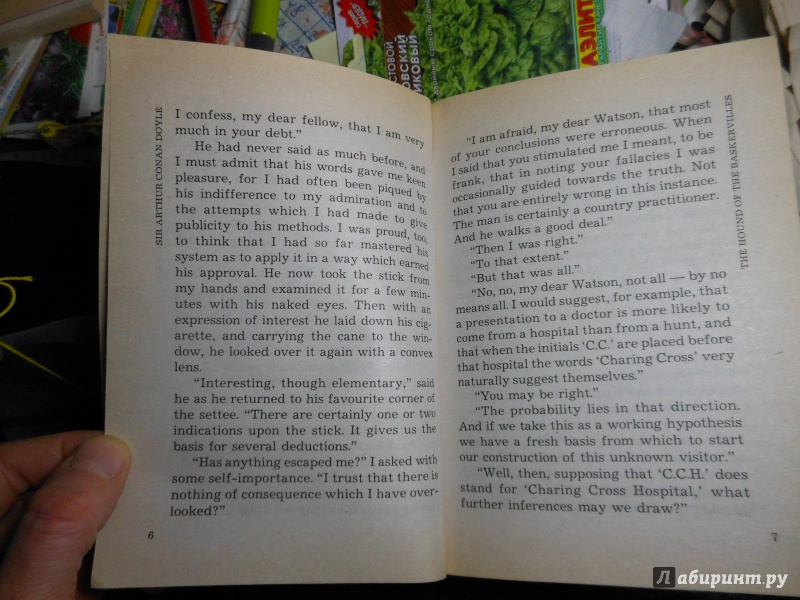 ТОВОЙ
ОВСКИЙ
ИКОВЫЙ
АЭЛИТ
SIR ARTHUR CONAN DOYLE
I confess, my dear fellow, that I am very
much in your debt.”
He had never said as much before, and
I must admit that his words gave me keen
pleasure, for I had often been piqued by
his indifference to my admiration and to
the attempts which I had made to give
publicity to his methods. I was proud, too,
to think that I had so far mastered his
system as to apply it in a way which earned
his approval. He now took the stick from
my hands and examined it for a few min-
utes with his naked eyes. Then with an
expression of interest he laid down his cig-
arette, and carrying the cane to the win-
dow, he looked over it again with a convex
lens.
“Interesting, though elementary,” said
he as he returned to his favourite corner of
the settee. “There are certainly one or two
indications upon the stick. It gives us the
basis for several deductions.”
“Has anything escaped me?” I asked with
some self-importance. “I trust that there is
nothing of consequence which I have over-
looked?”
6
“I am afraid, my dear Watson, that most
of your conclusions were erroneous. When
I said that you stimulated me I meant, to be
frank, that in noting your fallacies I was
occasionally guided towards the truth. Not
that you are entirely wrong in this instance.
The man is certainly a country practitioner.
And he walks a good deal.”
“Then I was right.”
“To that extent.”
“But that was all.”
“No, no, my dear Watson, not all — by no
means all. I would suggest, for example, that
a presentation to a doctor is more likely to
come from a hospital than from a hunt, and
that when the initials ‘C.C.’ are placed before
that hospital the words ‘Charing Cross’ very
naturally suggest themselves.”
“You may be right.”
“The probability lies in that direction.
And if we take this as a working hypothesis
we have a fresh basis from which to start
our construction of this unknown visitor.”
“Well, then, supposing that ‘C.C.H.’ does
stand for ‘Charing Cross Hospital,’ what
further inferences may we draw?”
7
THE HOUND OF THE BASKERVILLES
Лабиринт.ру